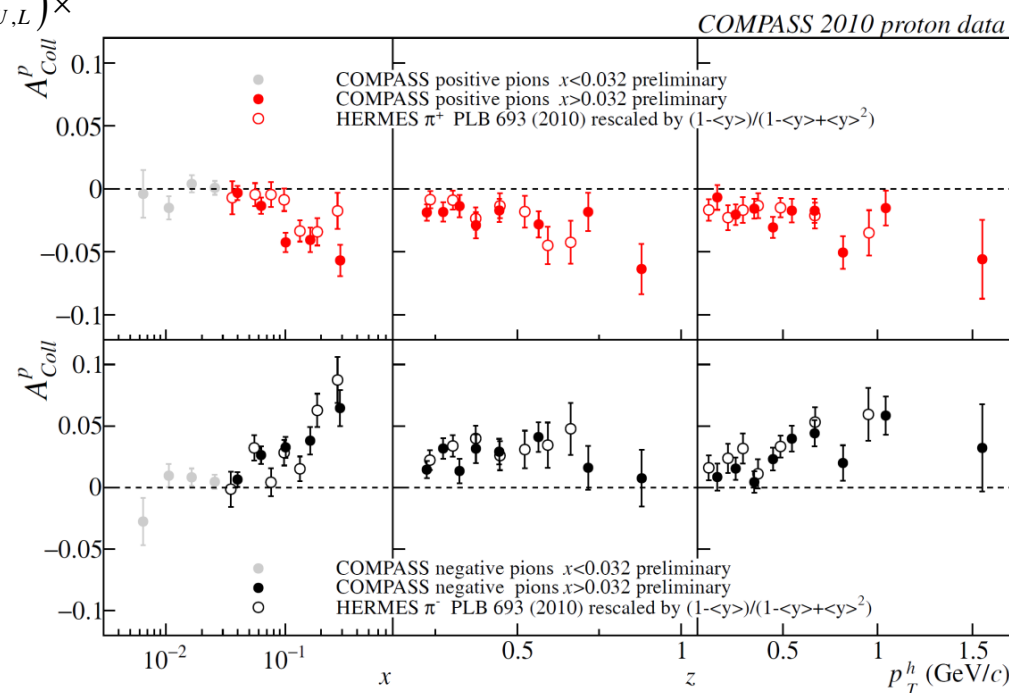 U,L ) ×
COMPASS 2010 proton data
A^p_Coll
0.1
0.05
0
−0.05
−0.1
COMPASS positive pions x<0.032 preliminary
COMPASS positive pions x>0.032 preliminary
HERMES π⁺ PLB 693 (2010) rescaled by (1-<y>)/(1-<y>+<y>²)
A^p_Coll
0.1
0.05
0
−0.05
−0.1
COMPASS negative pions x<0.032 preliminary
COMPASS negative pions x>0.032 preliminary
HERMES π⁻ PLB 693 (2010) rescaled by (1-<y>)/(1-<y>+<y>²)
10⁻² 10⁻¹ 0.5 1 0.5 1 1.5
x z p_T^h (GeV/c)